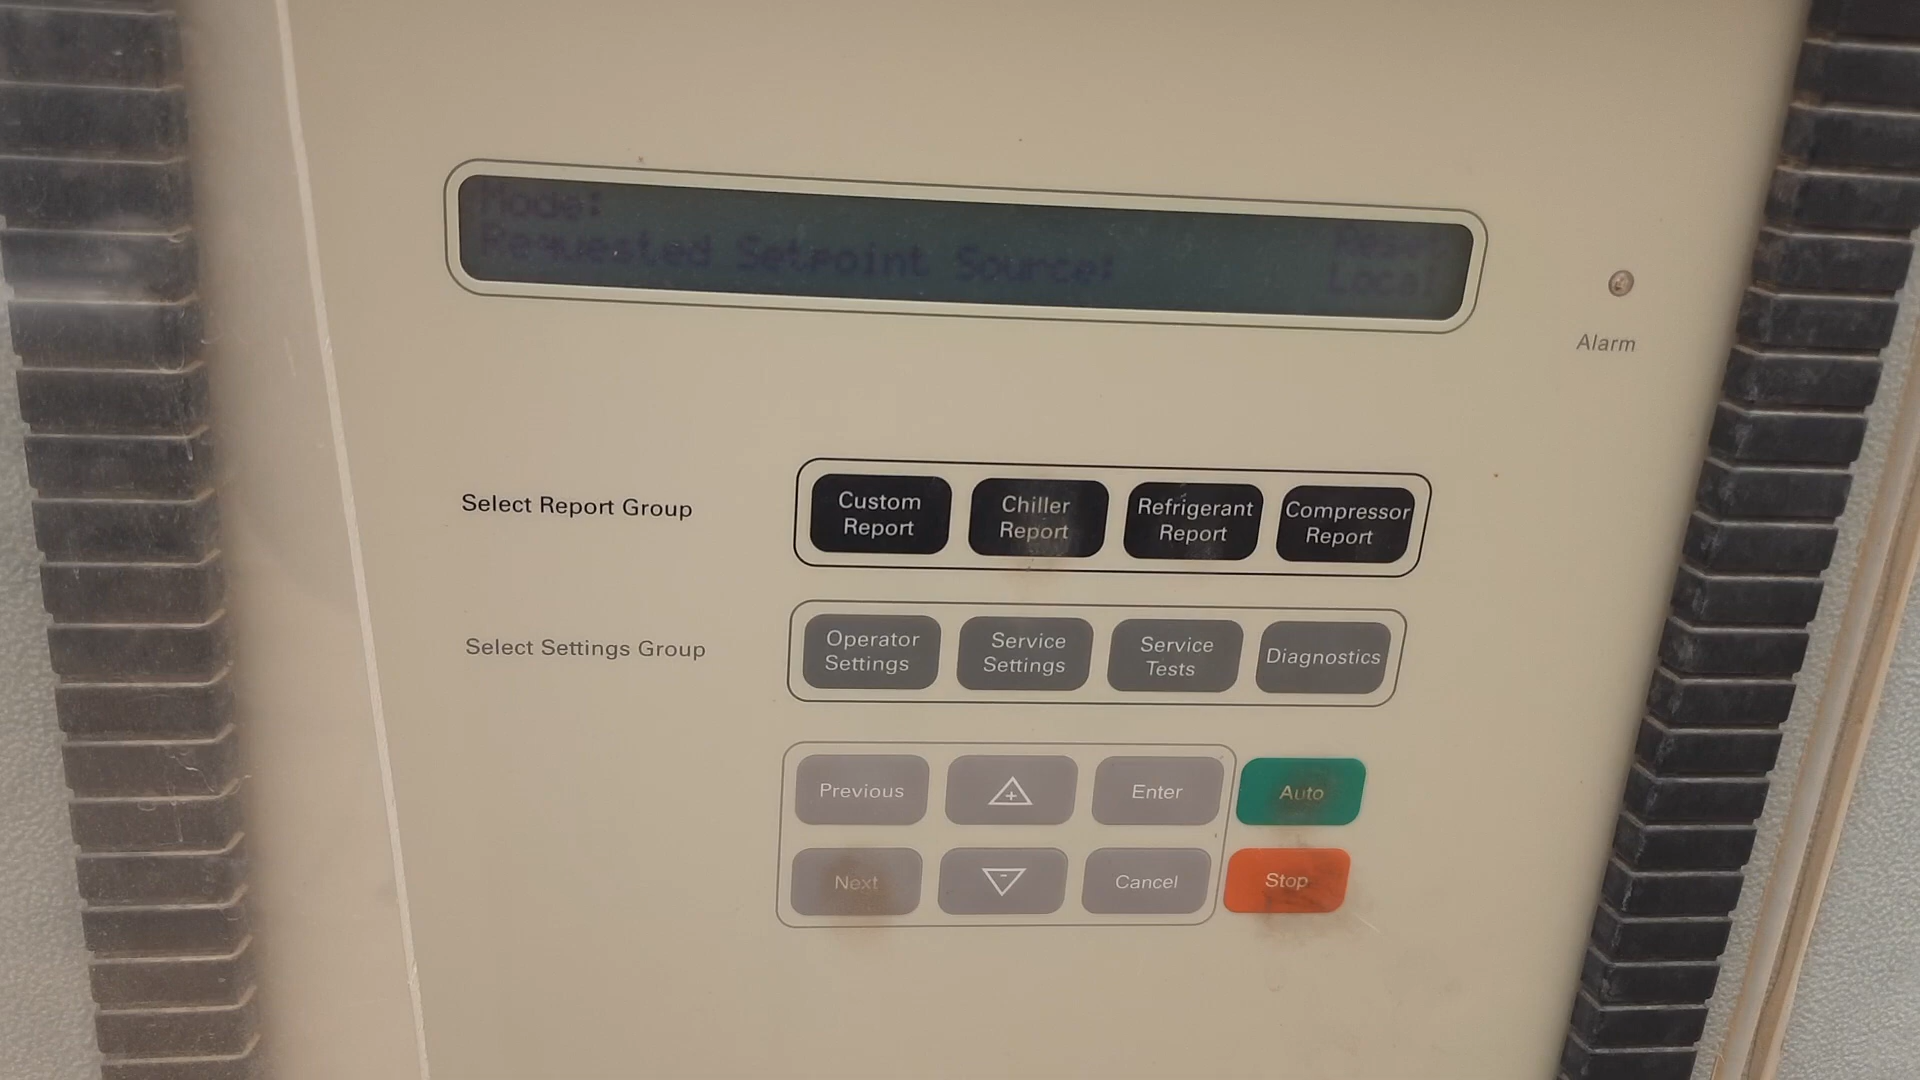 Mode: Reset
Requested Setpoint Source: Local
Alarm
Select Report Group
Custom
Report
Chiller
Report
Refrigerant
Report
Compressor
Report
Select Settings Group
Operator
Settings
Service
Settings
Service
Tests
Diagnostics
Previous
+
Enter
Auto
Next
-
Cancel
Stop